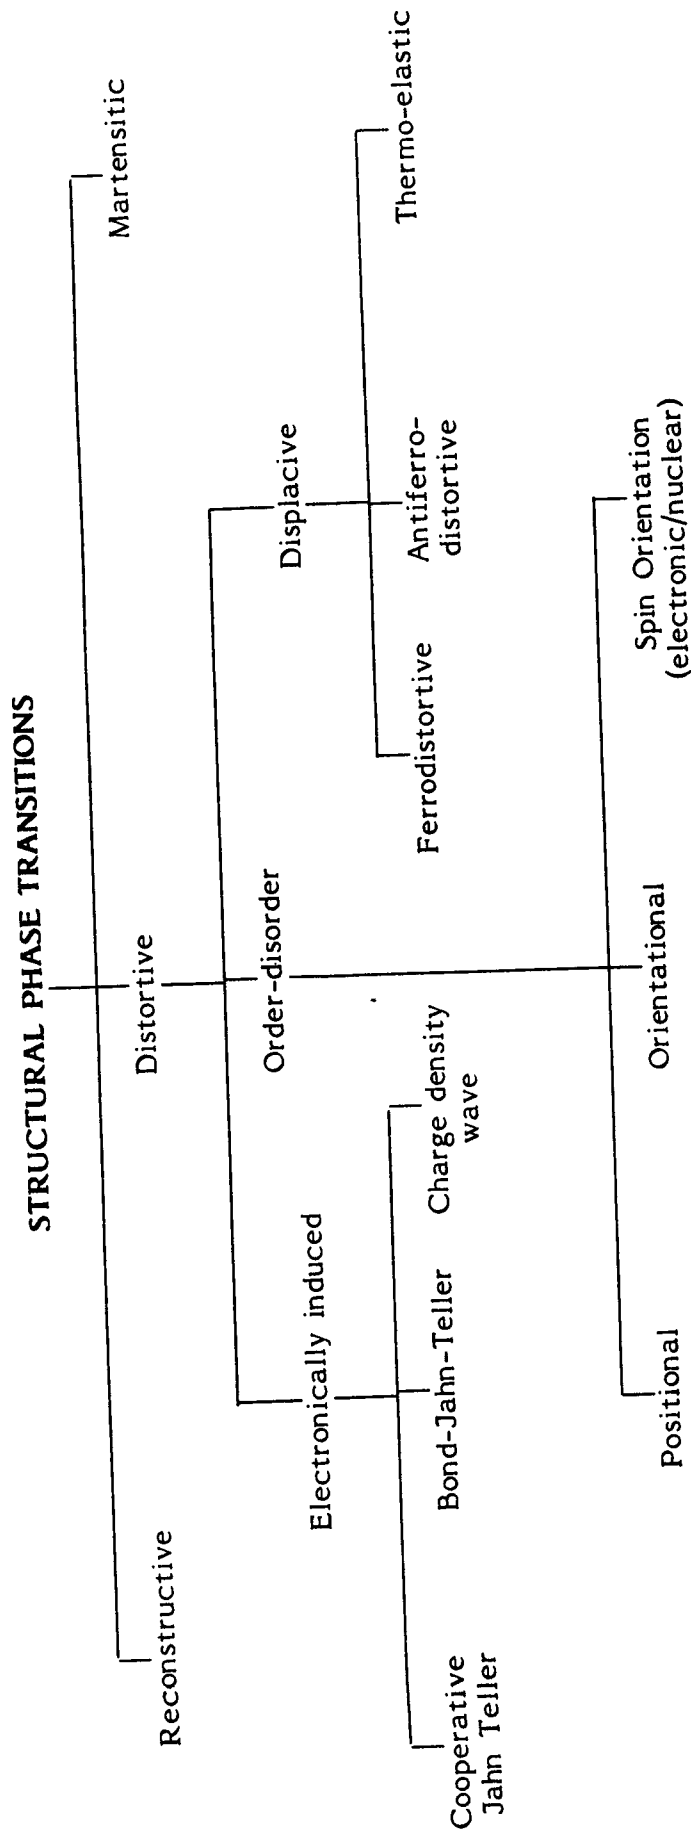 STRUCTURAL PHASE TRANSITIONS
Reconstructive
Distortive
Martensitic
Electronically induced
Order-disorder
Displacive
Cooperative
Jahn Teller
Bond-Jahn-Teller
Charge density
wave
Ferrodistortive
Antiferro-
distortive
Thermo-elastic
Positional
Orientational
Spin Orientation
(electronic/nuclear)